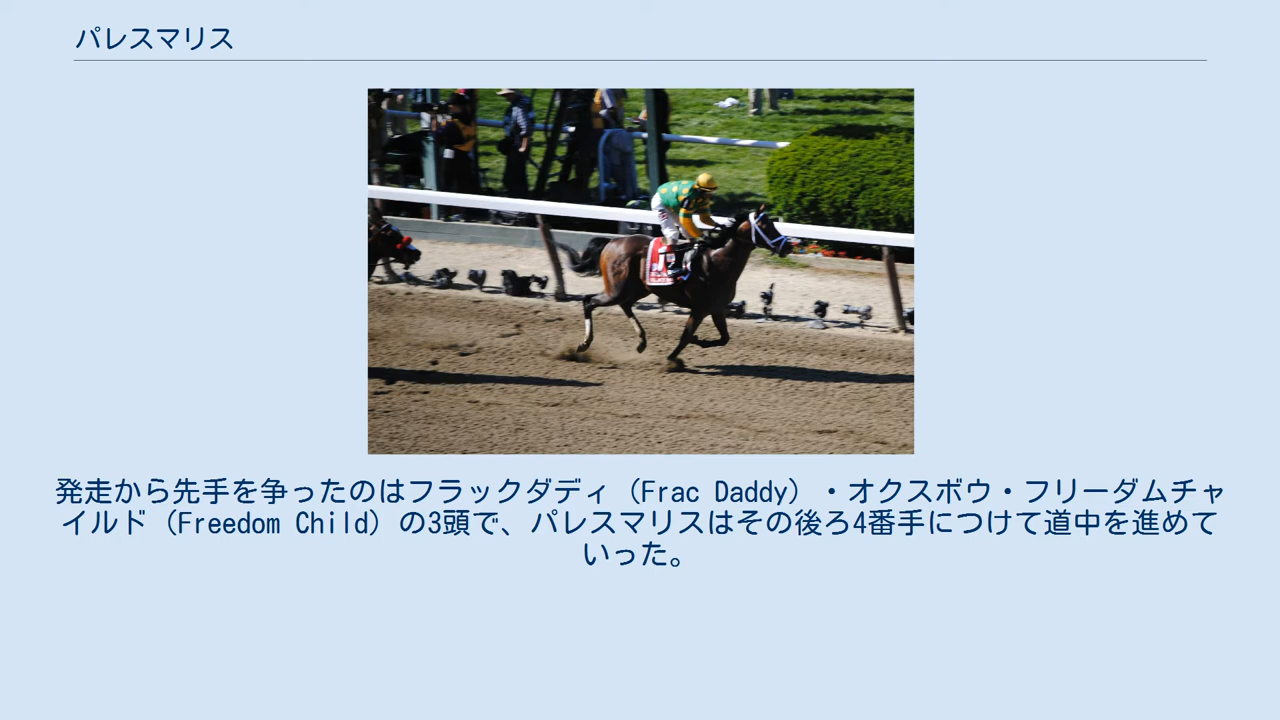 パレスマリス
発走から先手を争ったのはフラックダディ（Frac Daddy）・オクスボウ・フリーダムチャ
イルド（Freedom Child）の3頭で、パレスマリスはその後ろ4番手につけて道中を進めて
いった。